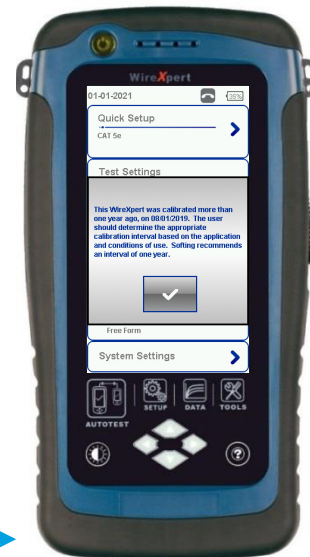 WireXpert
01-01-2021
35%
Quick Setup
CAT 5e
Test Settings
This WireXpert was calibrated more than
one year ago, on 08/01/2019. The user
should determine the appropriate
calibration interval based on the application
and conditions of use. Softing recommends
an interval of one year.
Free Form
System Settings
AUTOTEST
SETUP
DATA
TOOLS
?